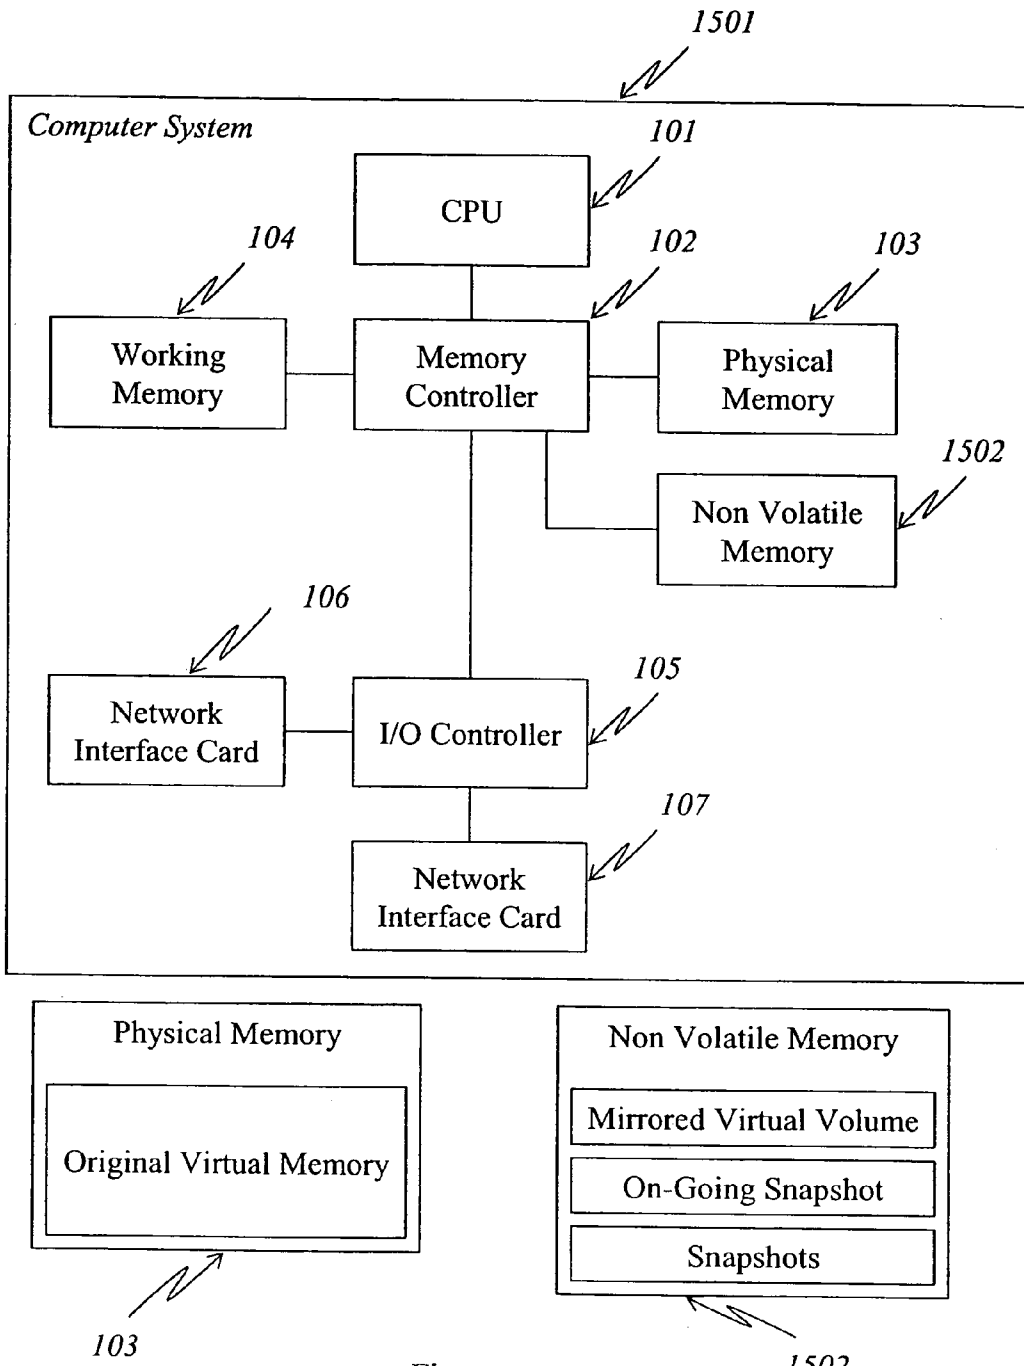 1501
Computer System
101
CPU
104
102
103
Working
Memory
Memory
Controller
Physical
Memory
1502
Non Volatile
Memory
106
105
Network
Interface Card
I/O Controller
107
Network
Interface Card
Physical Memory
Original Virtual Memory
Non Volatile Memory
Mirrored Virtual Volume
On-Going Snapshot
Snapshots
103
1502